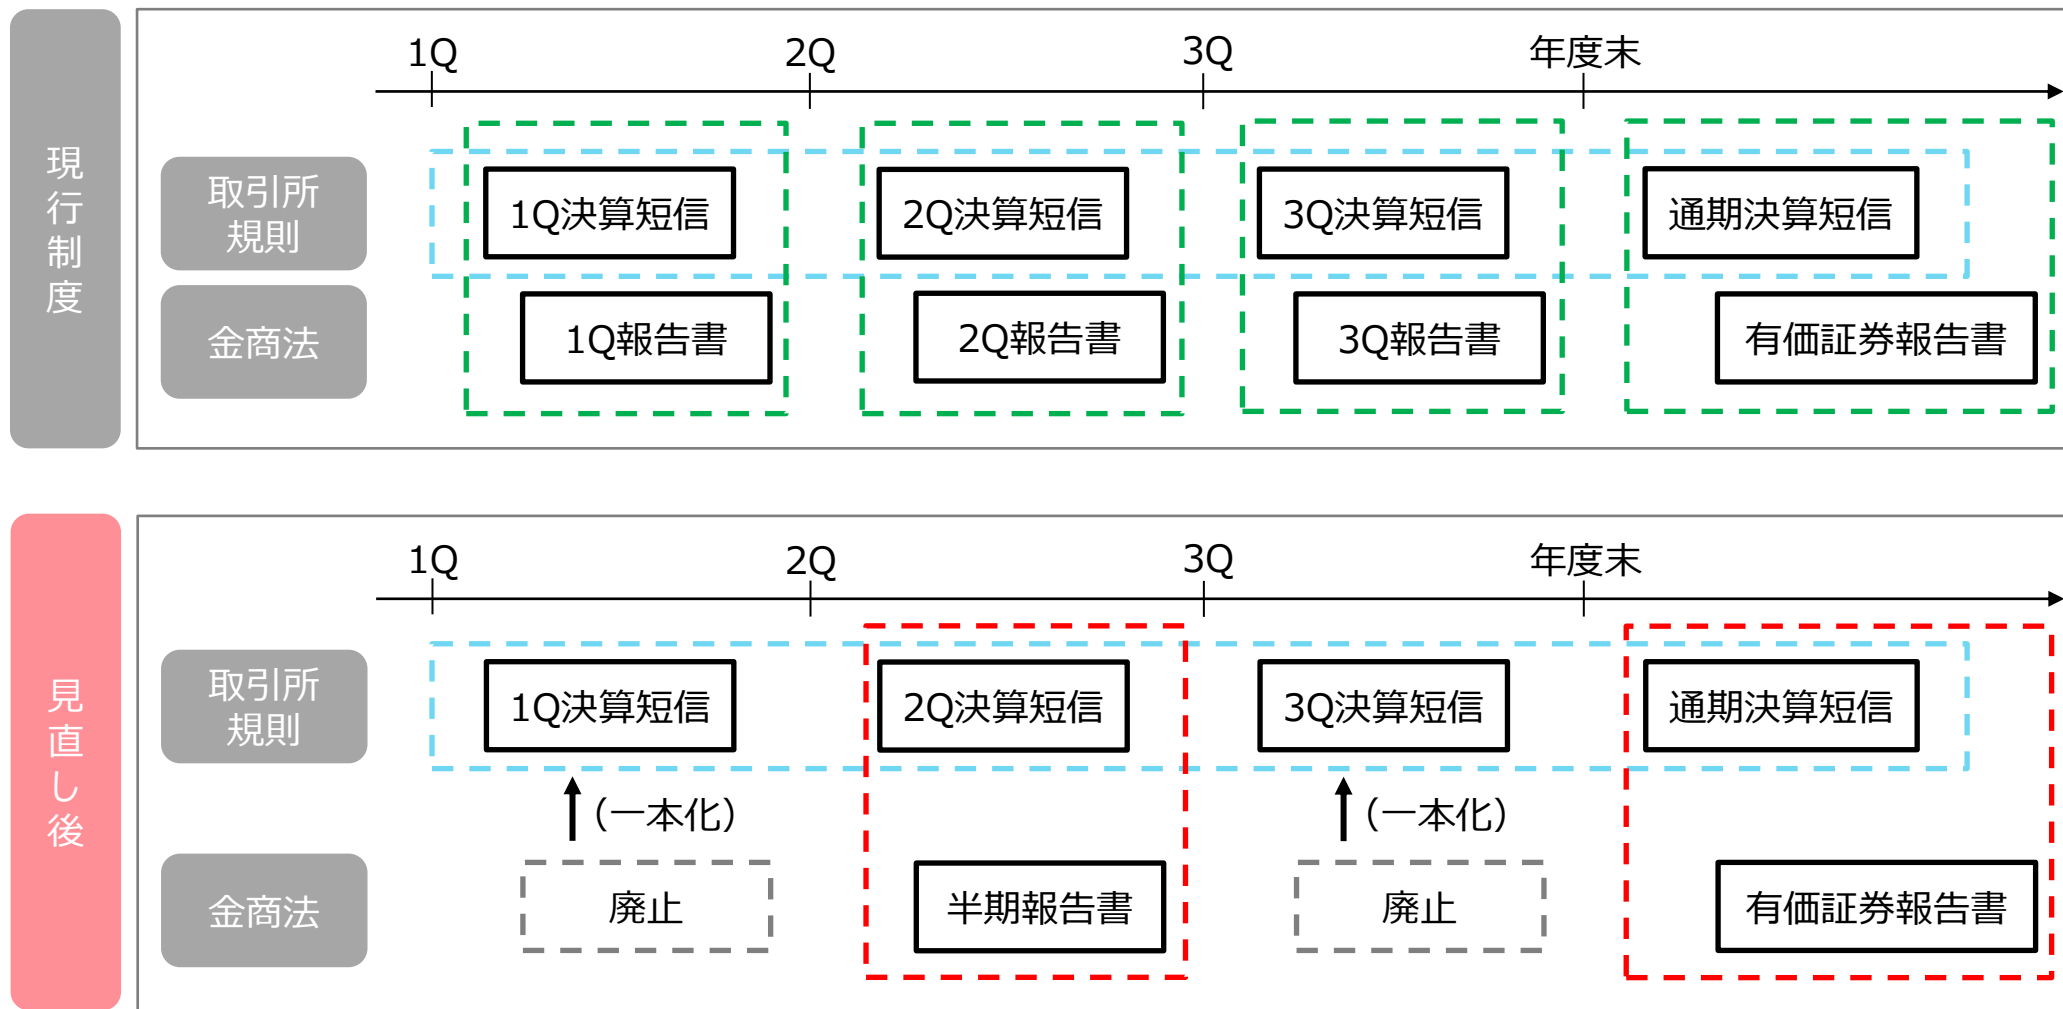 現行制度
1Q
2Q
3Q
年度末
取引所
規則
1Q決算短信
2Q決算短信
3Q決算短信
通期決算短信
金商法
1Q報告書
2Q報告書
3Q報告書
有価証券報告書
見直し後
1Q
2Q
3Q
年度末
取引所
規則
1Q決算短信
2Q決算短信
3Q決算短信
通期決算短信
（一本化）
（一本化）
金商法
廃止
半期報告書
廃止
有価証券報告書